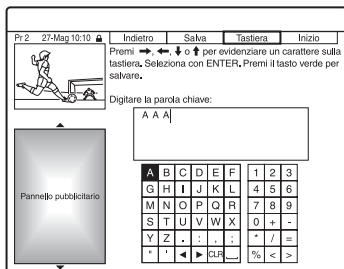 Pr 2 27-Mag 10:10 Indietro Salva Tastiera Inizio
Premi →, ←, ↓ o ↑ per evidenziare un carattere sulla
tastiera. Seleziona con ENTER. Premi il tasto verde per
salvare.
Digitare la parola chiave:
A A A
Pannello pubblicitario
A B C D E F 1 2 3
G H I J K L 4 5 6
M N O P Q R 7 8 9
S T U V W X 0 + -
Y Z . : , ; * / =
" ' ◄ ► CLR % < >